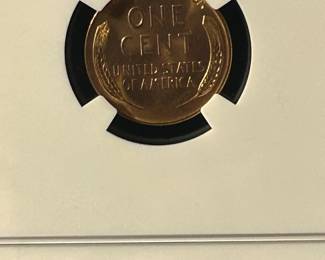 ONE
CENT
UNITED STATES
OF AMERICA